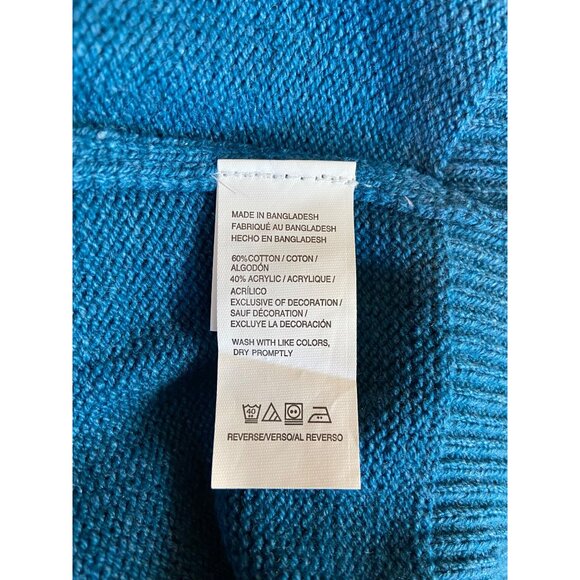 MADE IN BANGLADESH
FABRIQUÉ AU BANGLADESH
HECHO EN BANGLADESH
60%COTTON / COTON /
ALGODÓN
40% ACRYLIC / ACRYLIQUE /
ACRÍLICO
EXCLUSIVE OF DECORATION /
SAUF DÉCORATION /
EXCLUYE LA DECORACIÓN
WASH WITH LIKE COLORS,
DRY PROMPTLY
40
REVERSE/VERSO/AL REVERSO